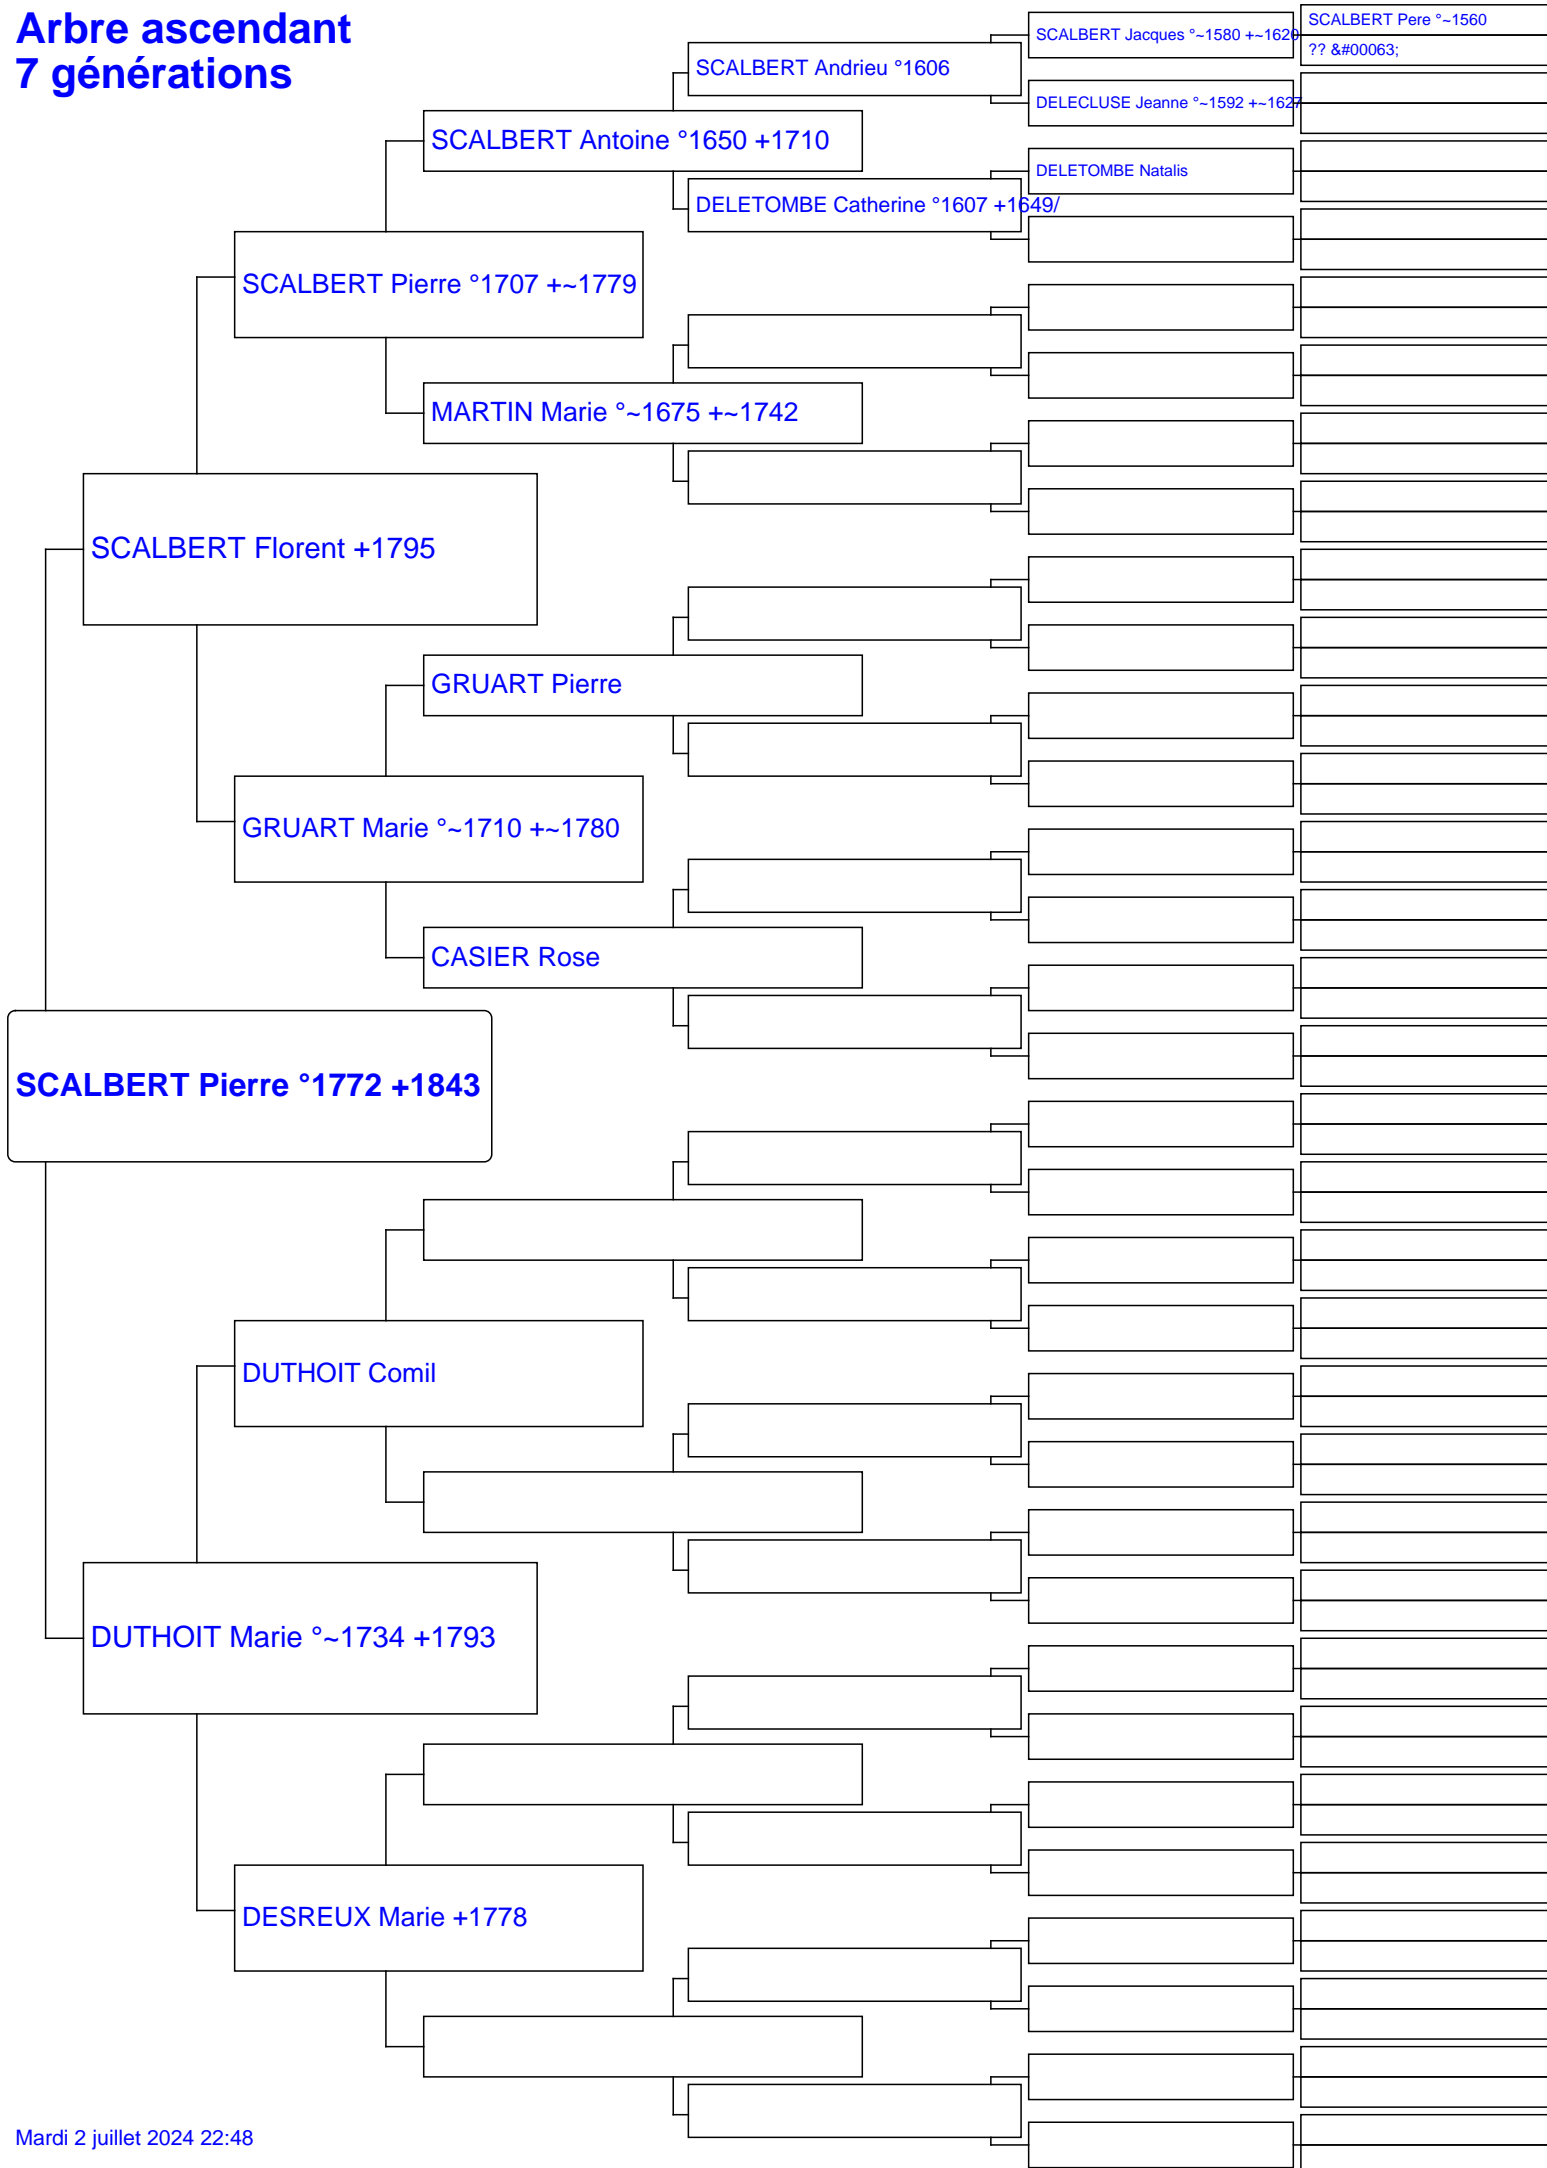 Arbre ascendant
7 générations
SCALBERT Pere °~1560
?? &#00063;
SCALBERT Jacques °~1580 +~1620
SCALBERT Andrieu °1606
DELECLUSE Jeanne °~1592 +~1627
SCALBERT Antoine °1650 +1710
DELETOMBE Natalis
DELETOMBE Catherine °1607 +1649/
SCALBERT Pierre °1707 +~1779
MARTIN Marie °~1675 +~1742
SCALBERT Florent +1795
GRUART Pierre
GRUART Marie °~1710 +~1780
CASIER Rose
SCALBERT Pierre °1772 +1843
DUTHOIT Comil
DUTHOIT Marie °~1734 +1793
DESREUX Marie +1778
Mardi 2 juillet 2024 22:48